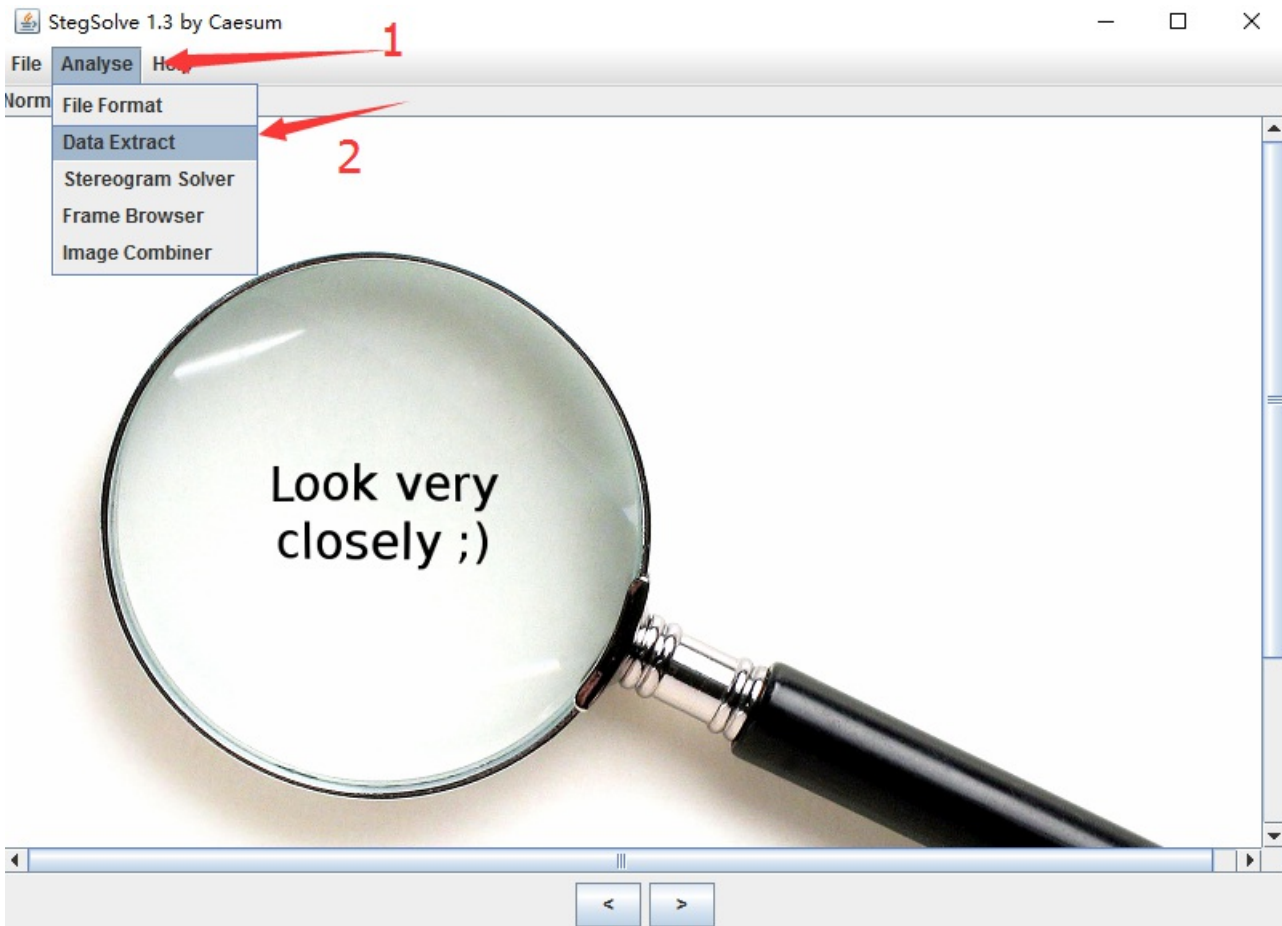 StegSolve 1.3 by Caesum
1
File Analyse
Norm
File Format
Data Extract
2
Stereogram Solver
Frame Browser
Image Combiner
Look very
closely ;)
< >